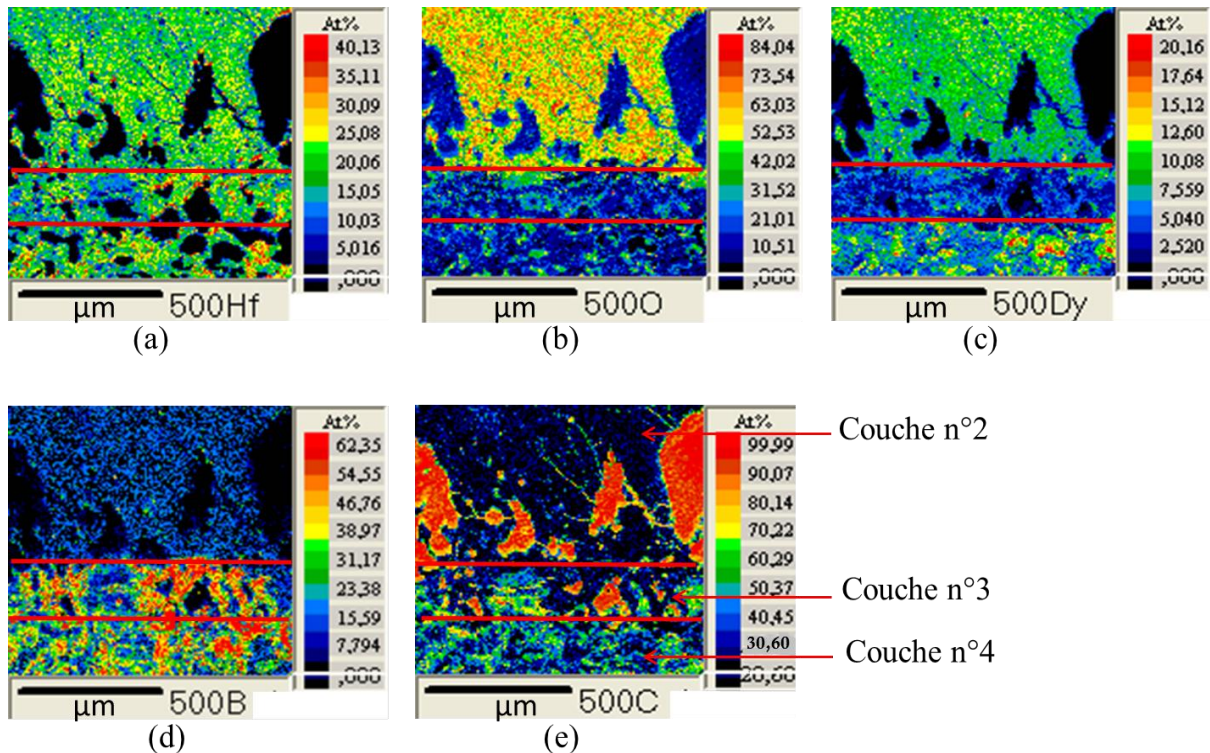 At%
40,13
35,11
30,09
25,08
20,06
15,05
10,03
5,016
,000
µm 500Hf
(a)
At%
84,04
73,54
63,03
52,53
42,02
31,52
21,01
10,51
,000
µm 500O
(b)
At%
20,16
17,64
15,12
12,60
10,08
7,559
5,040
2,520
,000
µm 500Dy
(c)
At%
62,35
54,55
46,76
38,97
31,17
23,38
15,59
7,794
,000
µm 500B
(d)
At%
99,99
90,07
80,14
70,22
60,29
50,37
40,45
30,60
20,60
µm 500C
(e)
Couche n°2
Couche n°3
Couche n°4